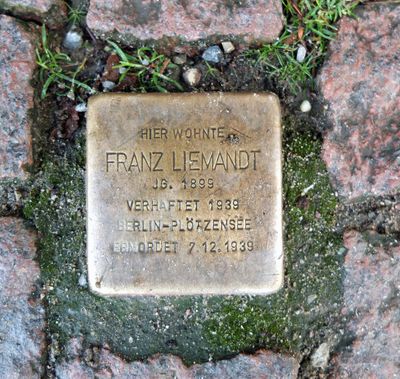 HIER WOHNTE
FRANZ LIEMANDT
JG. 1899
VERHAFTET 1939
BERLIN-PLÖTZENSEE
ERMORDET 7.12.1939